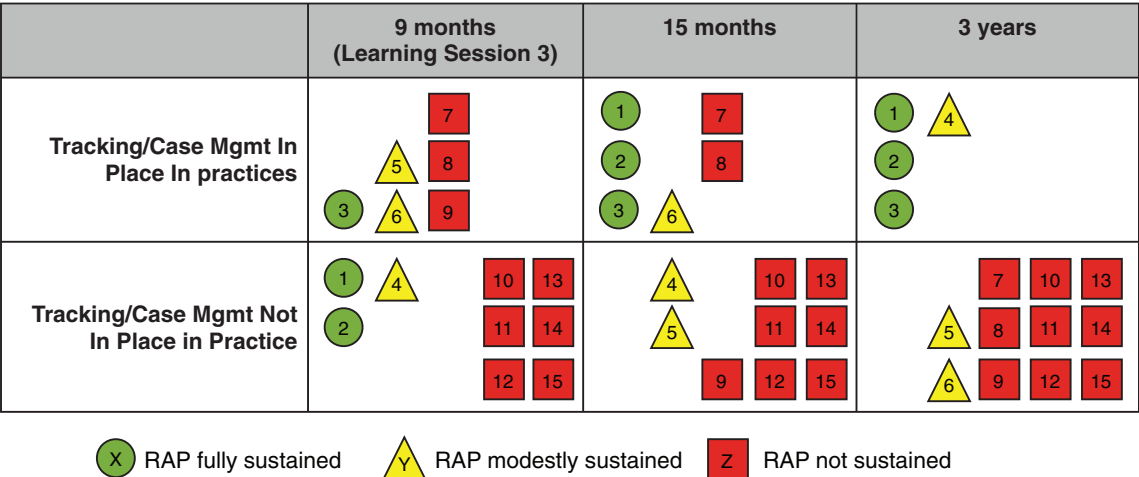 9 months
(Learning Session 3)
15 months
3 years
Tracking/Case Mgmt In
Place In practices
7
5 8
3 6 9
1 7
2 8
3 6
1 4
2
3
Tracking/Case Mgmt Not
In Place in Practice
1 4 10 13
2 11 14
12 15
4 10 13
5 11 14
9 12 15
7 10 13
5 8 11 14
6 9 12 15
X RAP fully sustained Y RAP modestly sustained Z RAP not sustained